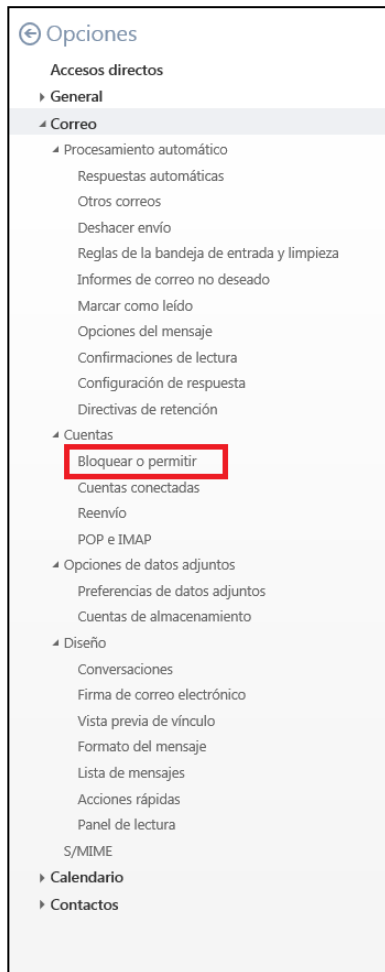 Opciones
Accesos directos
General
Correo
Procesamiento automático
Respuestas automáticas
Otros correos
Deshacer envío
Reglas de la bandeja de entrada y limpieza
Informes de correo no deseado
Marcar como leído
Opciones del mensaje
Confirmaciones de lectura
Configuración de respuesta
Directivas de retención
Cuentas
Bloquear o permitir
Cuentas conectadas
Reenvío
POP e IMAP
Opciones de datos adjuntos
Preferencias de datos adjuntos
Cuentas de almacenamiento
Diseño
Conversaciones
Firma de correo electrónico
Vista previa de vínculo
Formato del mensaje
Lista de mensajes
Acciones rápidas
Panel de lectura
S/MIME
Calendario
Contactos